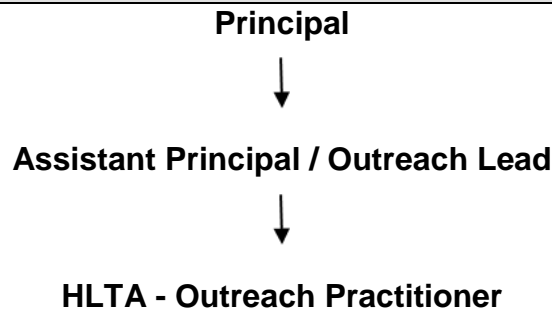 Principal
Assistant Principal / Outreach Lead
HLTA - Outreach Practitioner